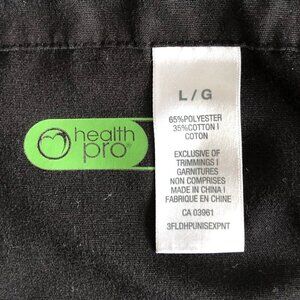 health
pro®
L / G
65%POLYESTER
35%COTTON I
COTON
EXCLUSIVE OF
TRIMMINGS I
GARNITURES
NON COMPRISES
MADE IN CHINA I
FABRIQUE EN CHINE
CA 03961
3FLDHPUNISEXPNT